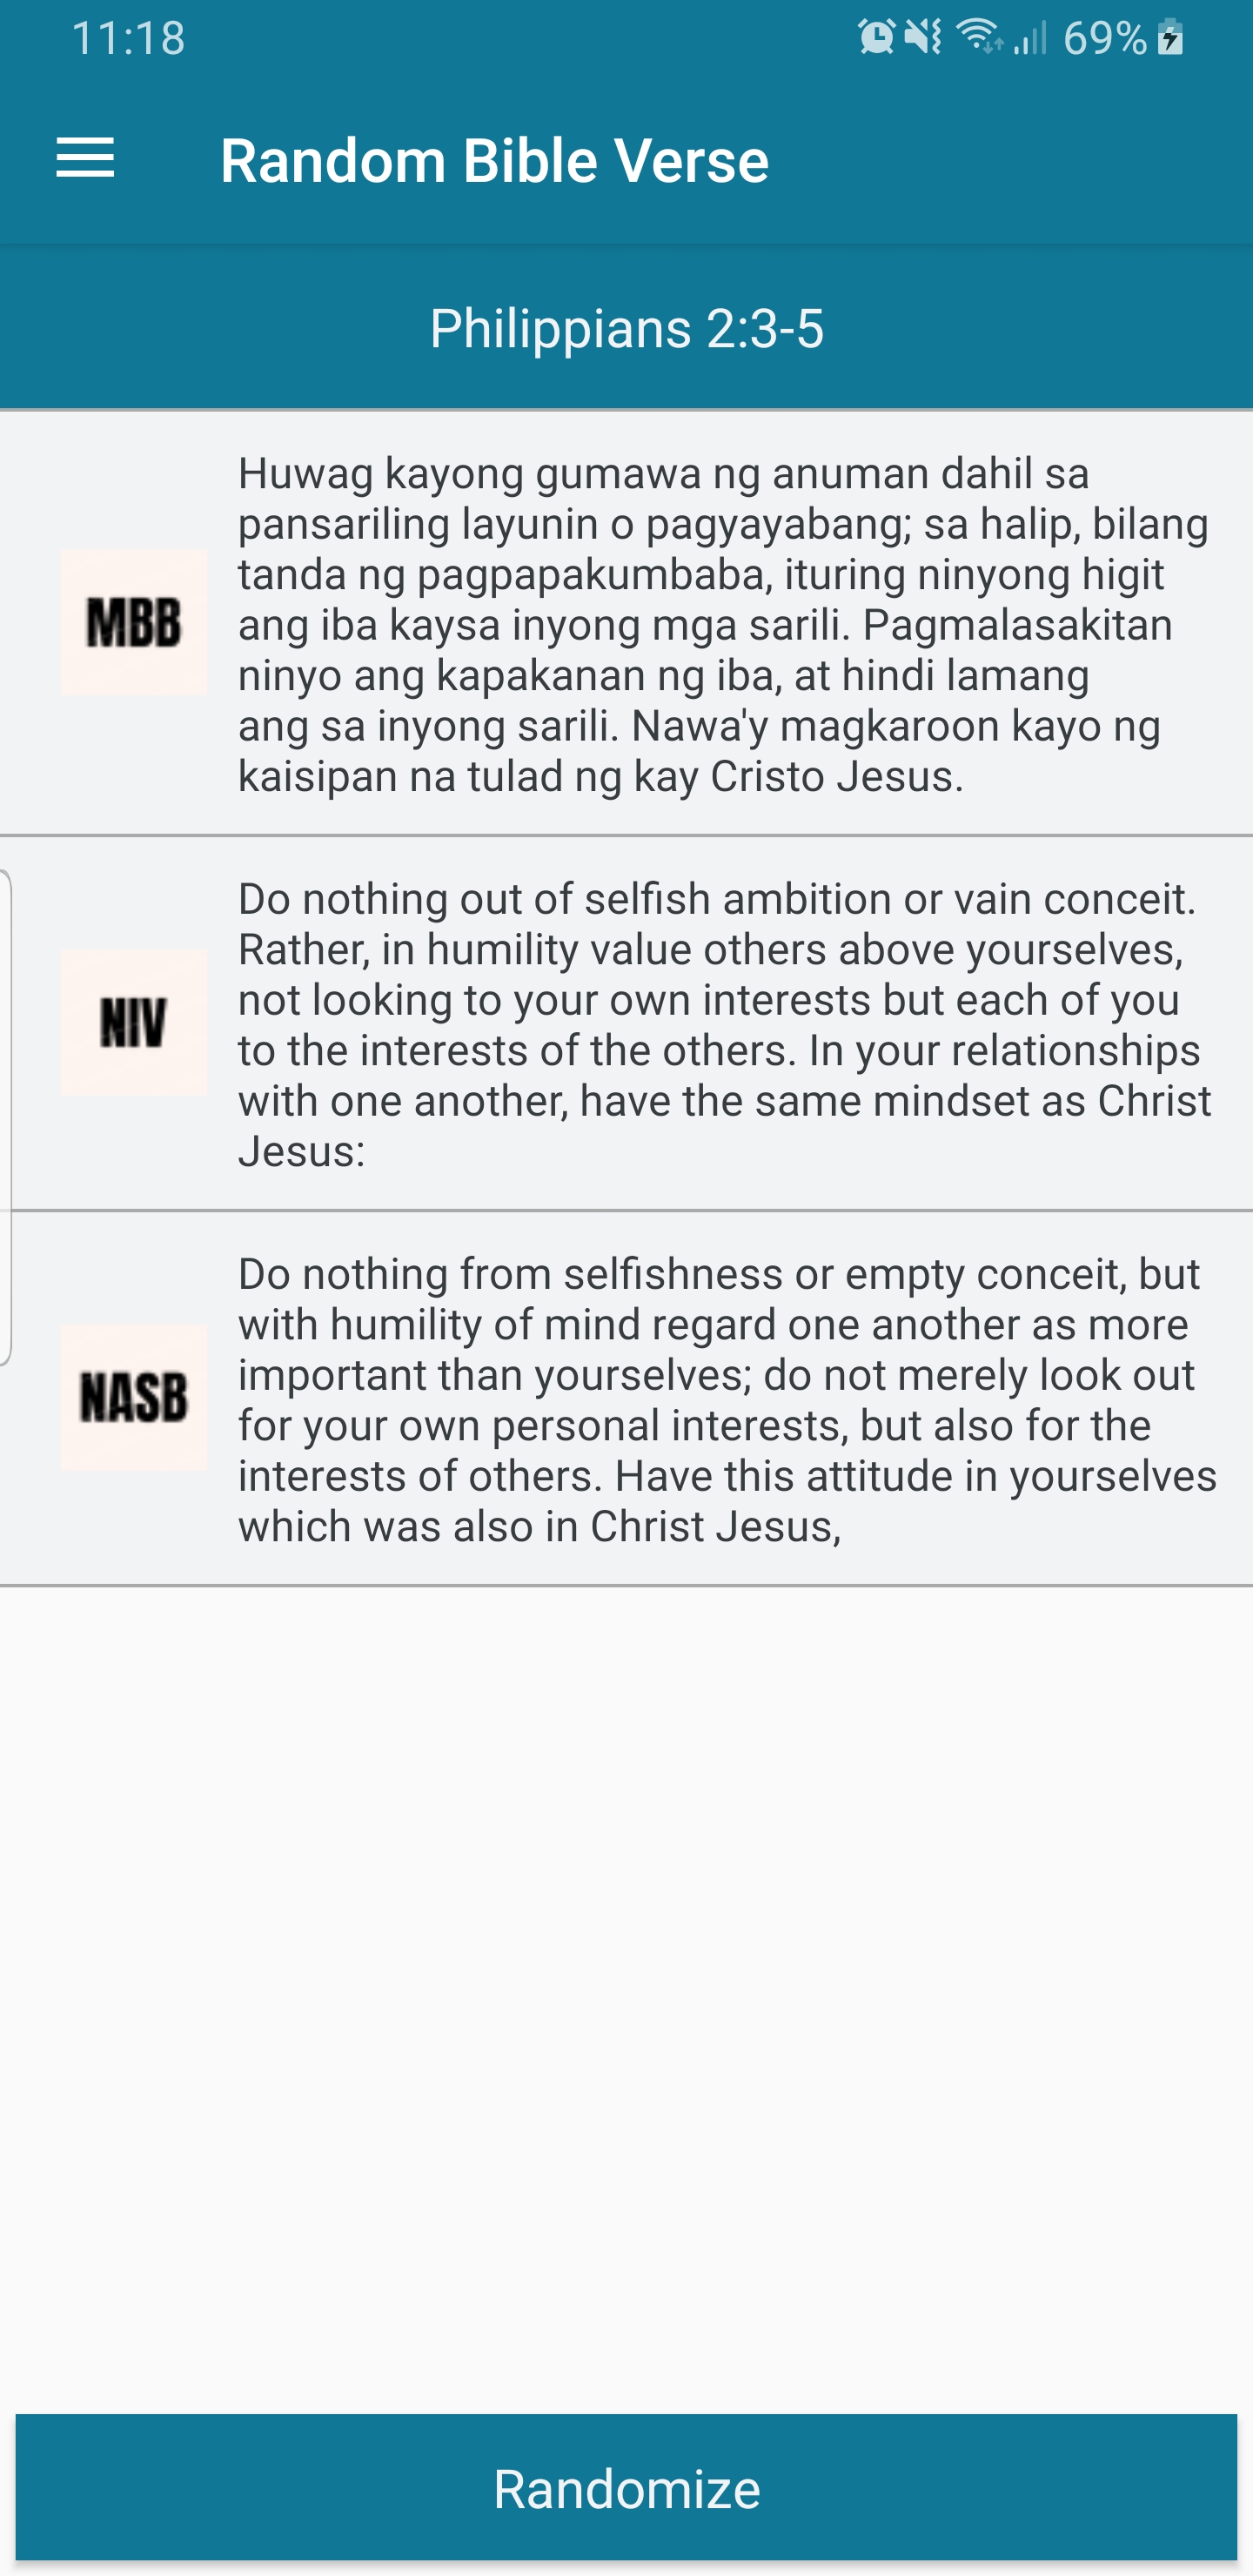 11:18
69%
Random Bible Verse
Philippians 2:3-5
Huwag kayong gumawa ng anuman dahil sa
pansariling layunin o pagyayabang; sa halip, bilang
tanda ng pagpapakumbaba, ituring ninyong higit
ang iba kaysa inyong mga sarili. Pagmalasakitan
ninyo ang kapakanan ng iba, at hindi lamang
ang sa inyong sarili. Nawa'y magkaroon kayo ng
kaisipan na tulad ng kay Cristo Jesus.
MBB
Do nothing out of selfish ambition or vain conceit.
Rather, in humility value others above yourselves,
not looking to your own interests but each of you
to the interests of the others. In your relationships
with one another, have the same mindset as Christ
Jesus:
NIV
Do nothing from selfishness or empty conceit, but
with humility of mind regard one another as more
important than yourselves; do not merely look out
for your own personal interests, but also for the
interests of others. Have this attitude in yourselves
which was also in Christ Jesus,
NASB
Randomize